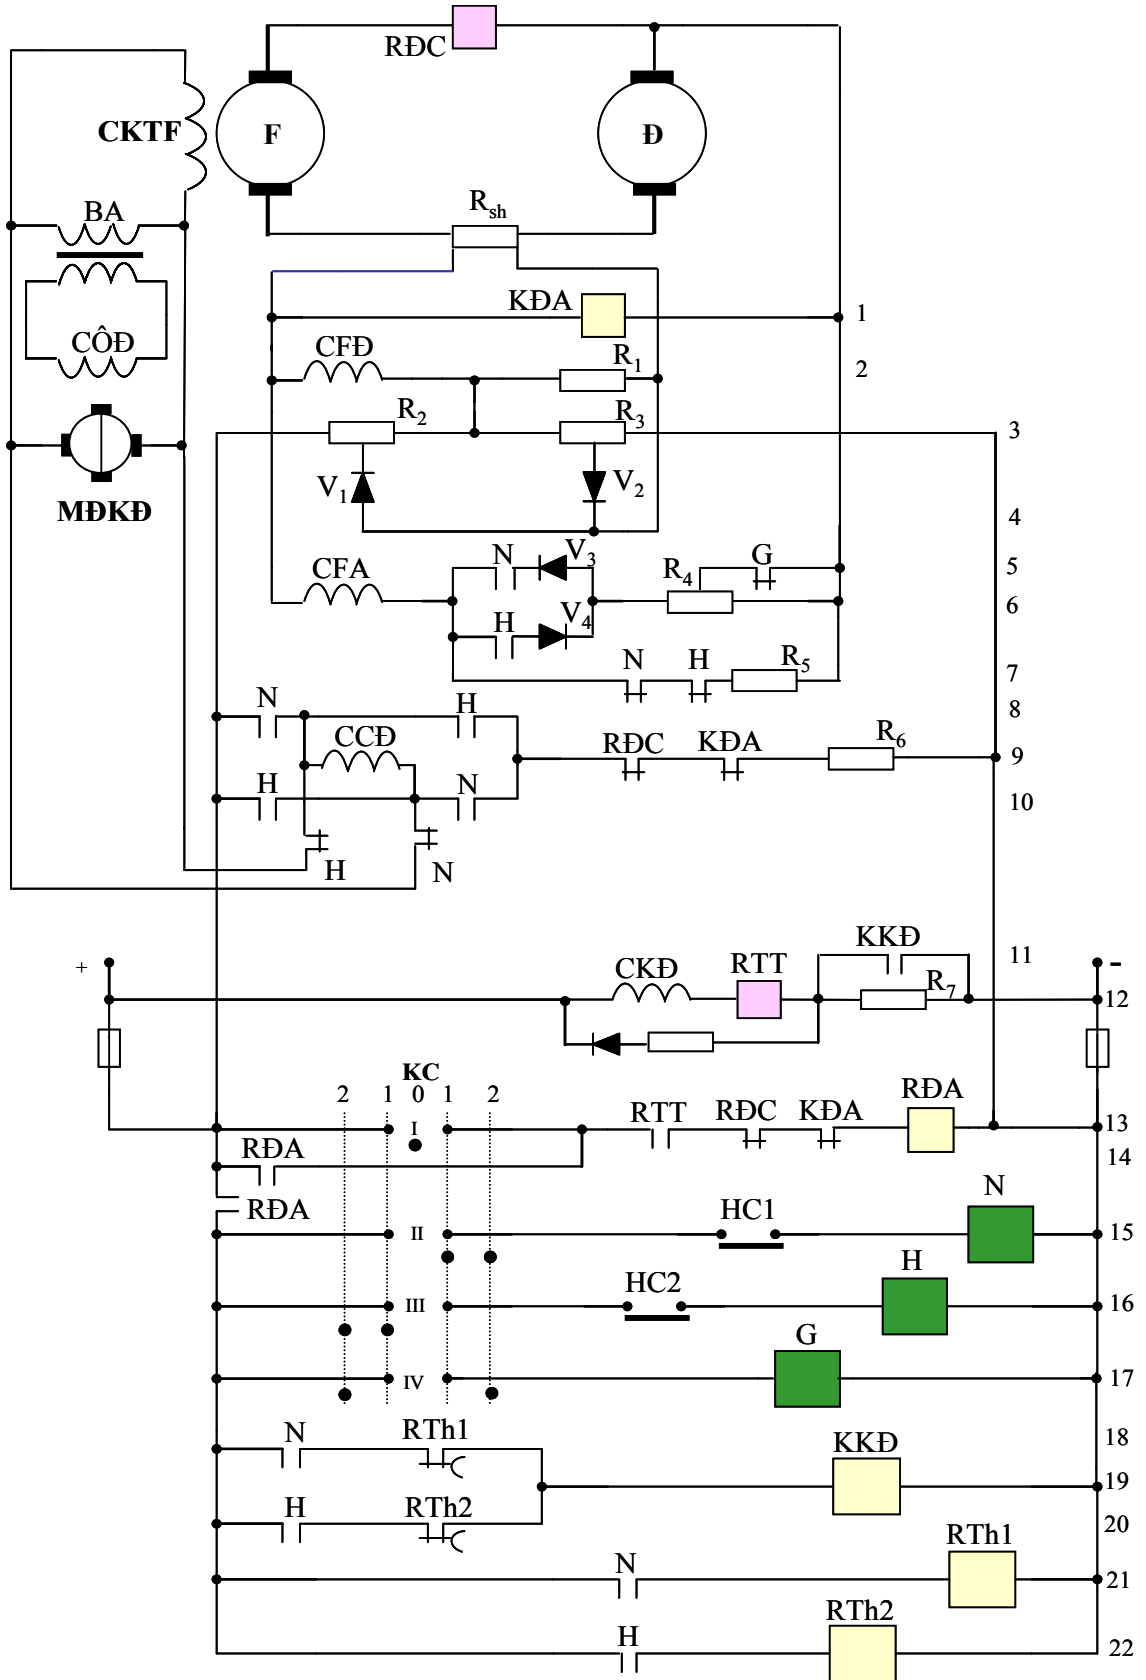 RĐC
CKTF
F
Đ
BA
R_sh
KĐA
1
CÔĐ
CFĐ
R1
2
R2
R3
3
V1
V2
MĐKĐ
4
N
V3
G
CFA
R4
5
H
V4
6
N
H
R5
7
N
H
8
CCĐ
RĐC
KĐA
R6
9
H
N
10
H
N
KKĐ
11
+
CKĐ
RTT
-
R7
12
KC
2
1
0
1
2
RĐA
I
RTT
RĐC
KĐA
13
RĐA
14
RĐA
N
II
HC1
15
H
III
HC2
16
G
IV
17
N
RTh1
KKĐ
18
19
H
RTh2
20
RTh1
N
21
RTh2
H
22